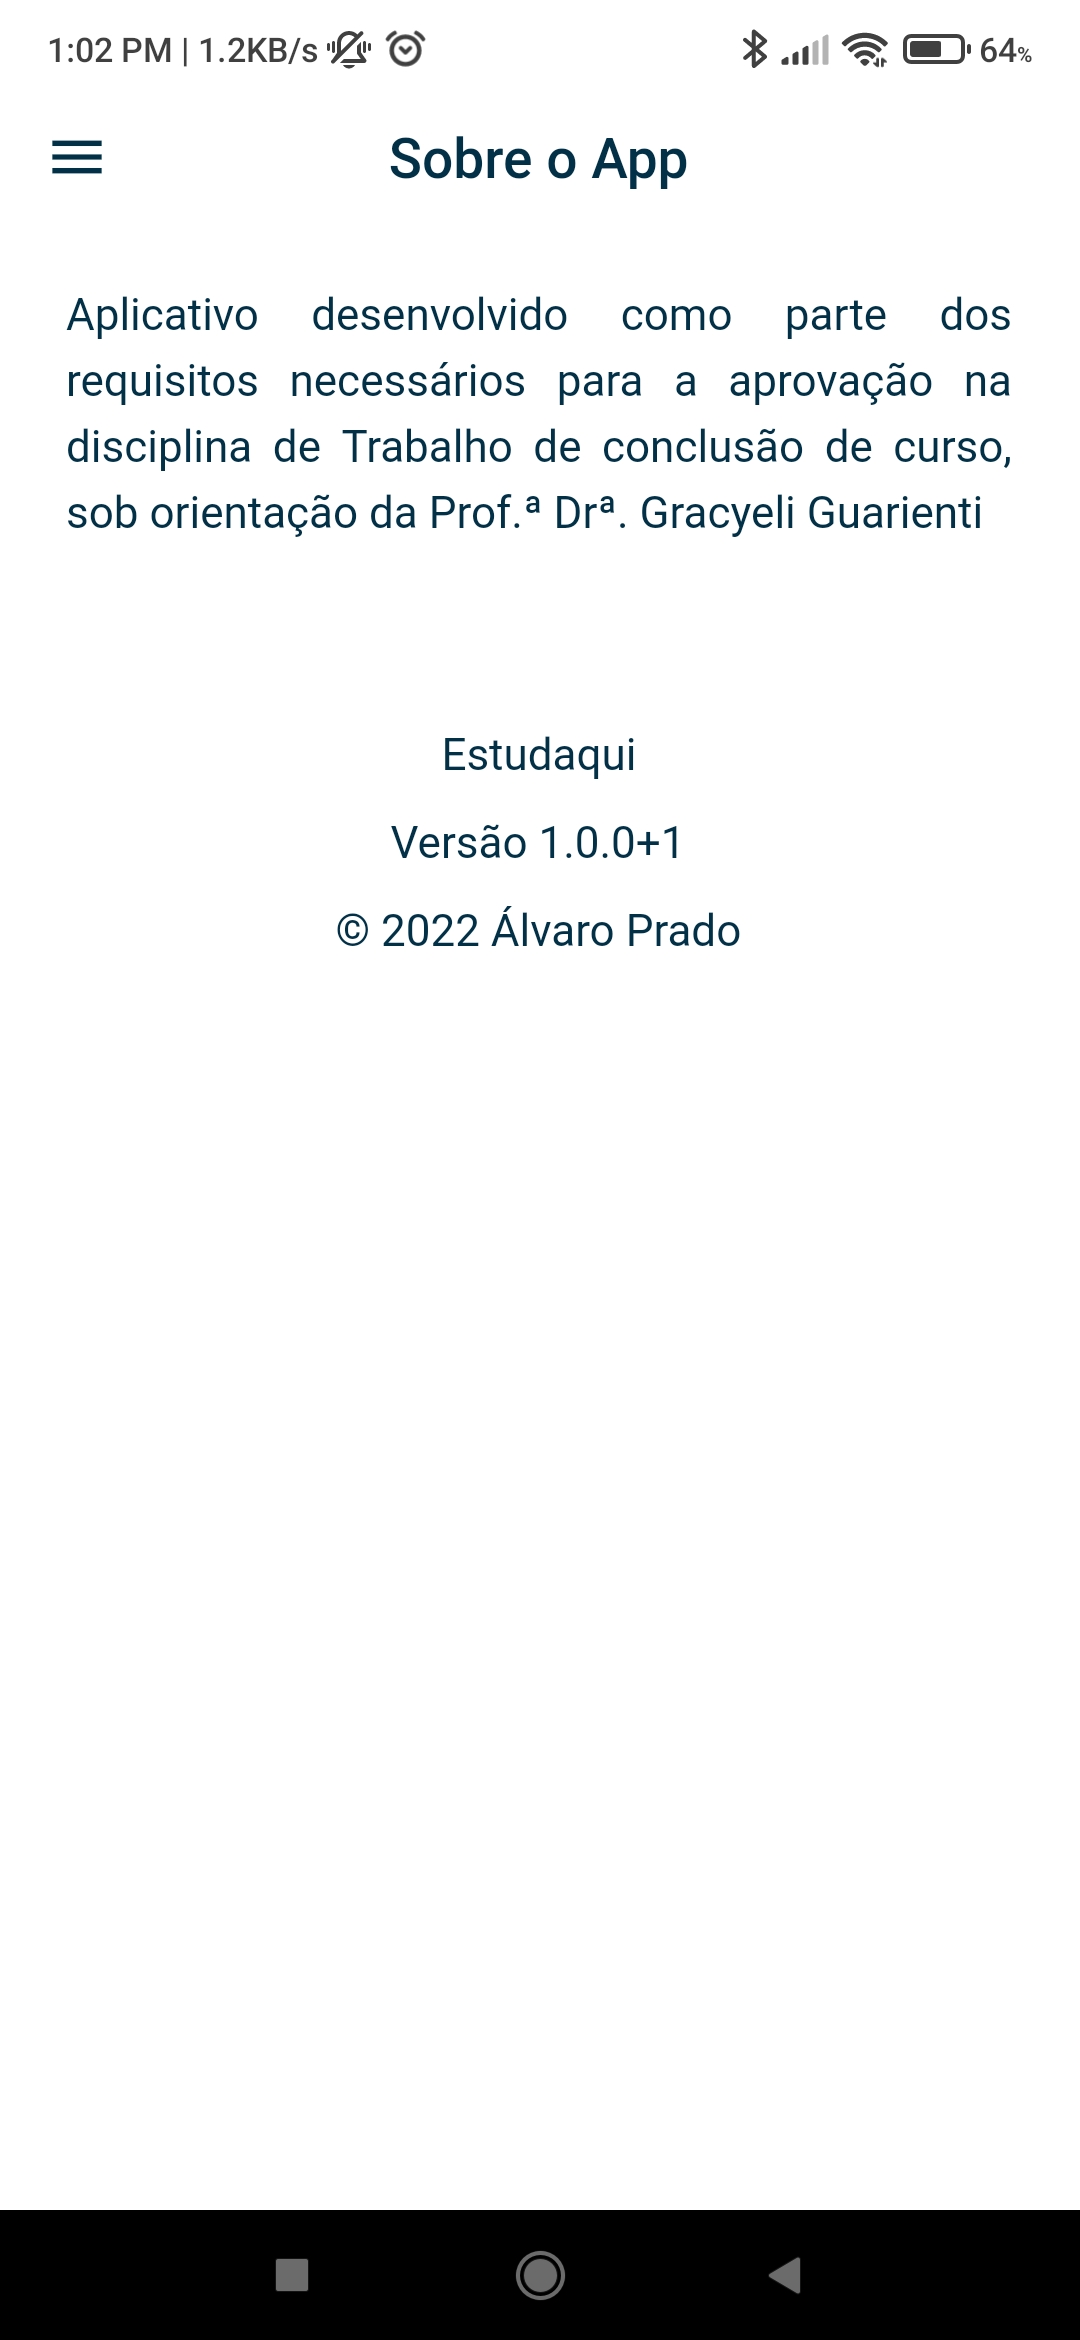 1:02 PM | 1.2KB/s
64%
Sobre o App
Aplicativo desenvolvido como parte dos
requisitos necessários para a aprovação na
disciplina de Trabalho de conclusão de curso,
sob orientação da Prof.ª Drª. Gracyeli Guarienti
Estudaqui
Versão 1.0.0+1
© 2022 Álvaro Prado